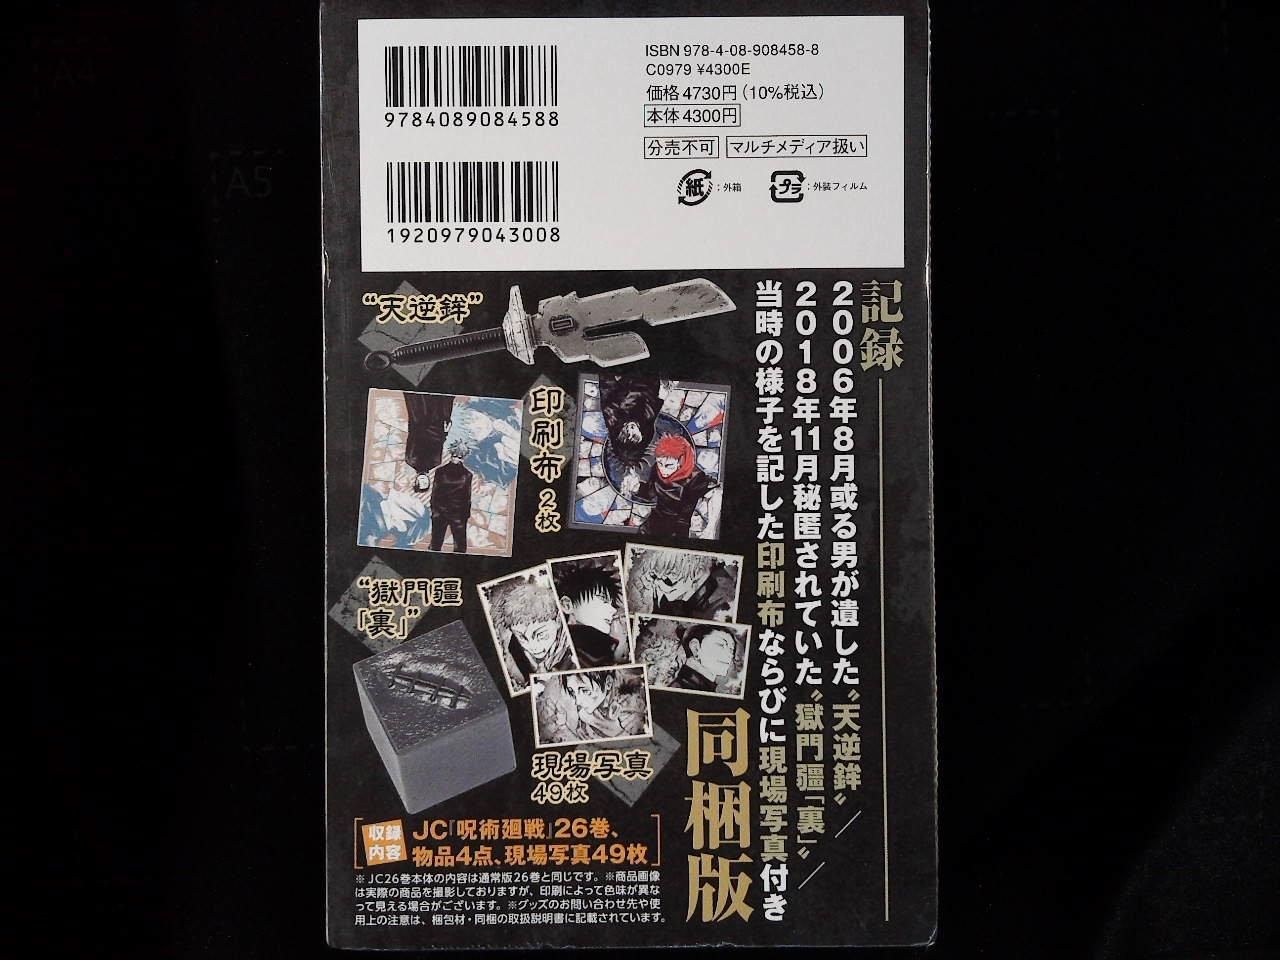 ISBN 978-4-08-908458-8
C0979 ¥4300E
価格 4730円(10%税込)
本体 4300円
分売不可 マルチメディア扱い
紙:外箱 プラ:外装フィルム
9784089084588
1920979043008
記録
2006年8月或る男が遺した〝天逆鉾〟/
2018年11月秘匿されていた〝獄門疆「裏」〟/
当時の様子を記した印刷布ならびに現場写真付き
同梱版
“天逆鉾”
印刷布
2枚
“獄門疆
「裏」”
現場写真
49枚
収録
内容
JC『呪術廻戦』26巻、
物品4点、現場写真49枚
※JC26巻本体の内容は通常版26巻と同じです。※商品画像
は実際の商品を撮影しておりますが、印刷によって色味が異な
って見える場合がございます。※グッズのお問い合わせ先や使
用上の注意は、梱包材・同梱の取扱説明書に記載されています。
A4
A5